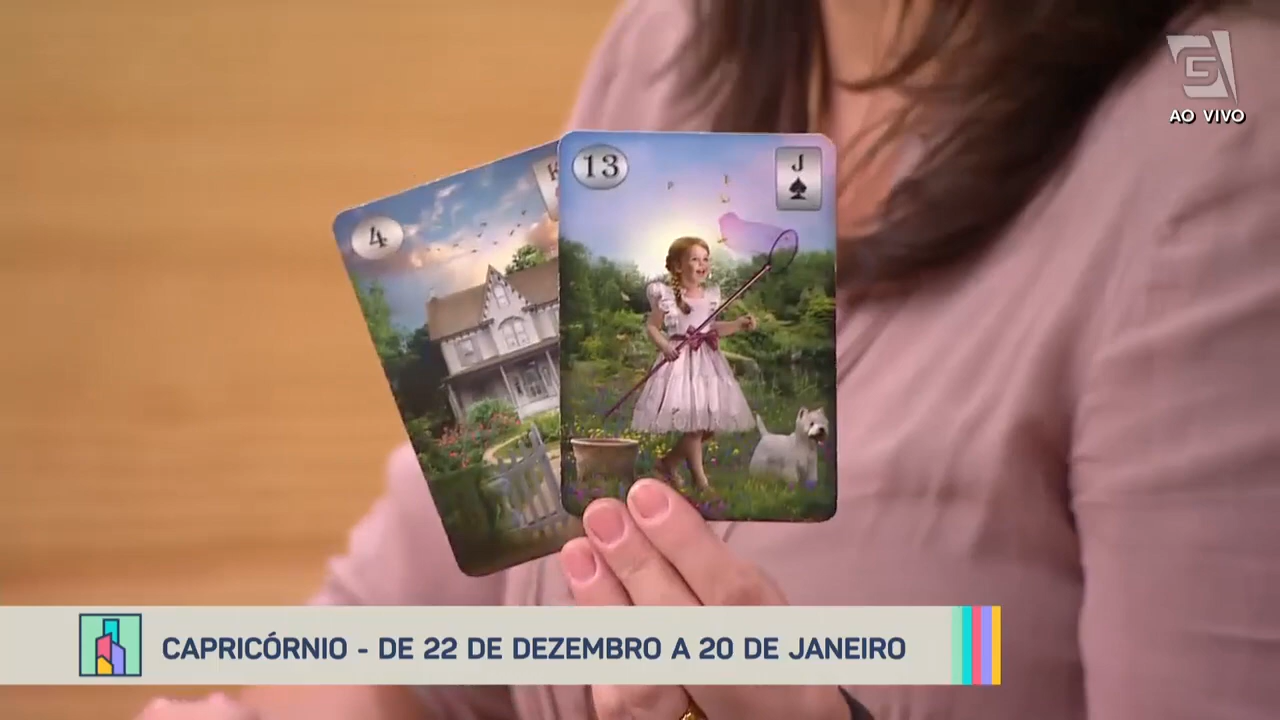 AO VIVO
13
J
4
K
CAPRICÓRNIO - DE 22 DE DEZEMBRO A 20 DE JANEIRO